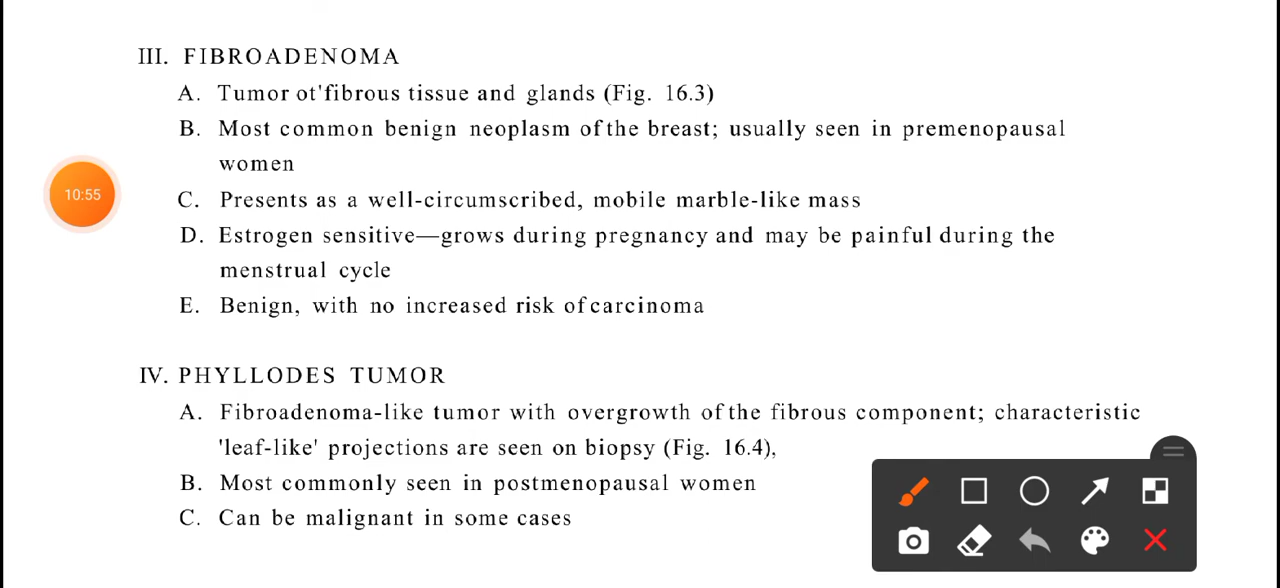 III. FIBROADENOMA
A. Tumor ot'fibrous tissue and glands (Fig. 16.3)
B. Most common benign neoplasm of the breast; usually seen in premenopausal
women
C. Presents as a well-circumscribed, mobile marble-like mass
D. Estrogen sensitive—grows during pregnancy and may be painful during the
menstrual cycle
E. Benign, with no increased risk of carcinoma
10:55
IV. PHYLLODES TUMOR
A. Fibroadenoma-like tumor with overgrowth of the fibrous component; characteristic
'leaf-like' projections are seen on biopsy (Fig. 16.4),
B. Most commonly seen in postmenopausal women
C. Can be malignant in some cases